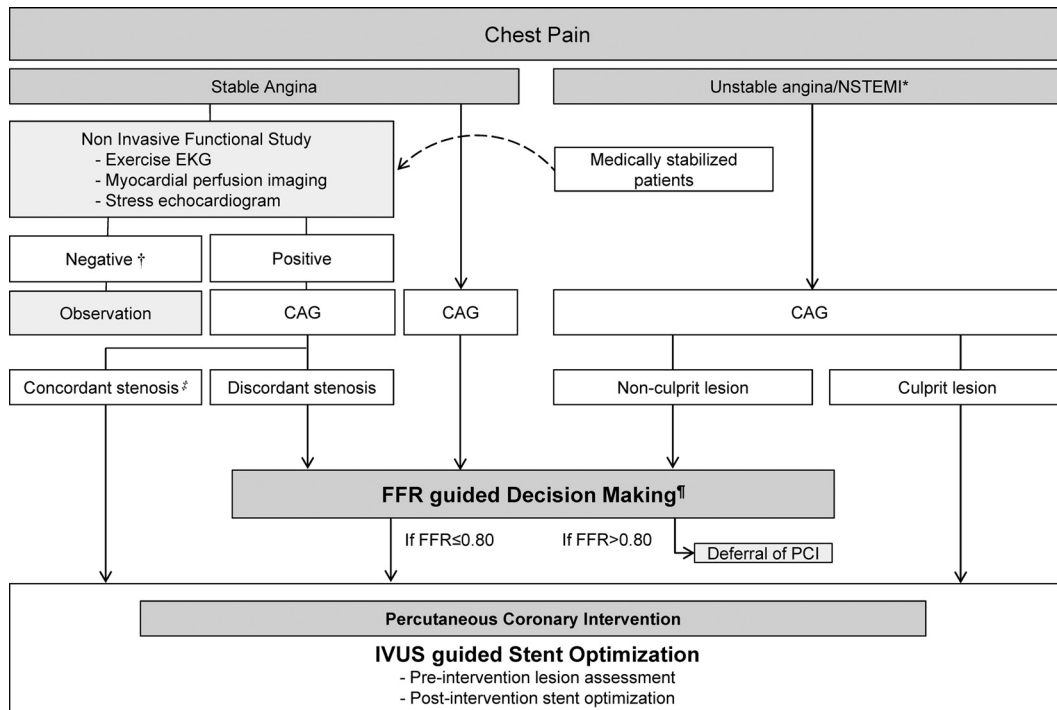 Chest Pain
Stable Angina
Unstable angina/NSTEMI*
Non Invasive Functional Study
- Exercise EKG
- Myocardial perfusion imaging
- Stress echocardiogram
Medically stabilized
patients
Negative †
Positive
Observation
CAG
CAG
CAG
Concordant stenosis‡
Discordant stenosis
Non-culprit lesion
Culprit lesion
FFR guided Decision Making¶
If FFR≤0.80
If FFR>0.80
Deferral of PCI
Percutaneous Coronary Intervention
IVUS guided Stent Optimization
- Pre-intervention lesion assessment
- Post-intervention stent optimization